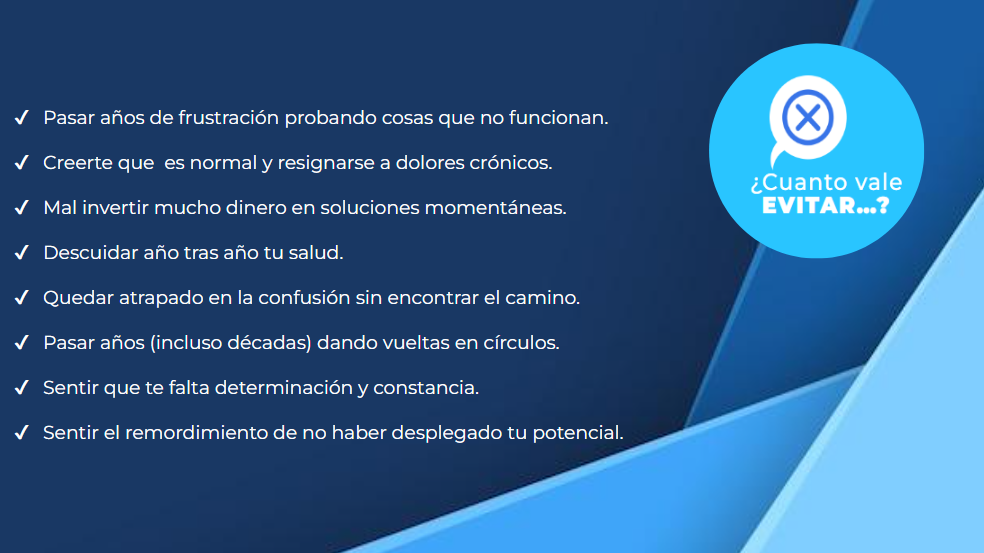 ✓ Pasar años de frustración probando cosas que no funcionan.
✓ Creerte que  es normal y resignarse a dolores crónicos.
✓ Mal invertir mucho dinero en soluciones momentáneas.
✓ Descuidar año tras año tu salud.
✓ Quedar atrapado en la confusión sin encontrar el camino.
✓ Pasar años (incluso décadas) dando vueltas en círculos.
✓ Sentir que te falta determinación y constancia.
✓ Sentir el remordimiento de no haber desplegado tu potencial.
¿Cuanto vale
EVITAR...?